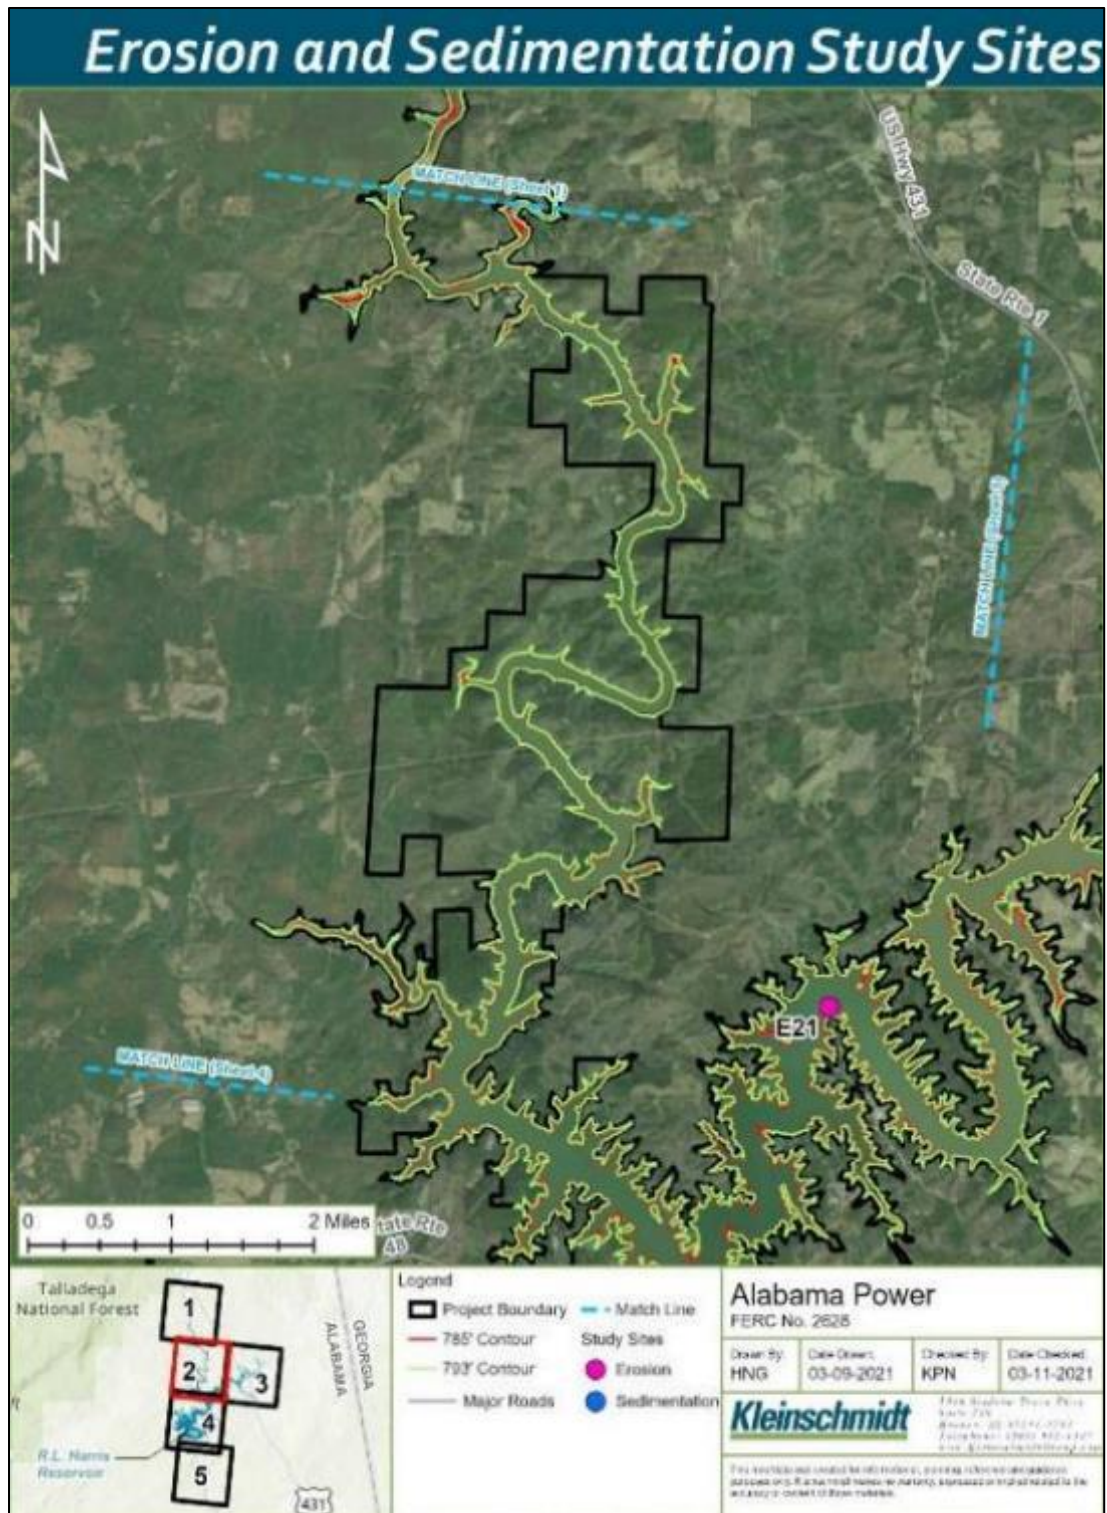 Erosion and Sedimentation Study Sites
N
US Hwy 431
MATCH LINE (Sheet 1)
State Rte 1
MATCH LINE
E21
MATCH LINE (Sheet 4)
0 0.5 1 2 Miles
tate Rte
48
Talladega
National Forest
1
2
3
4
5
GEORGIA
ALABAMA
R.L. Harris
Reservoir
431
Legend
Project Boundary
Match Line
785' Contour
Study Sites
793' Contour
Erosion
Major Roads
Sedimentation
Alabama Power
FERC No. 2628
Drawn By:
HNG
Date Drawn:
03-09-2021
Checked By:
KPN
Date Checked:
03-11-2021
Kleinschmidt